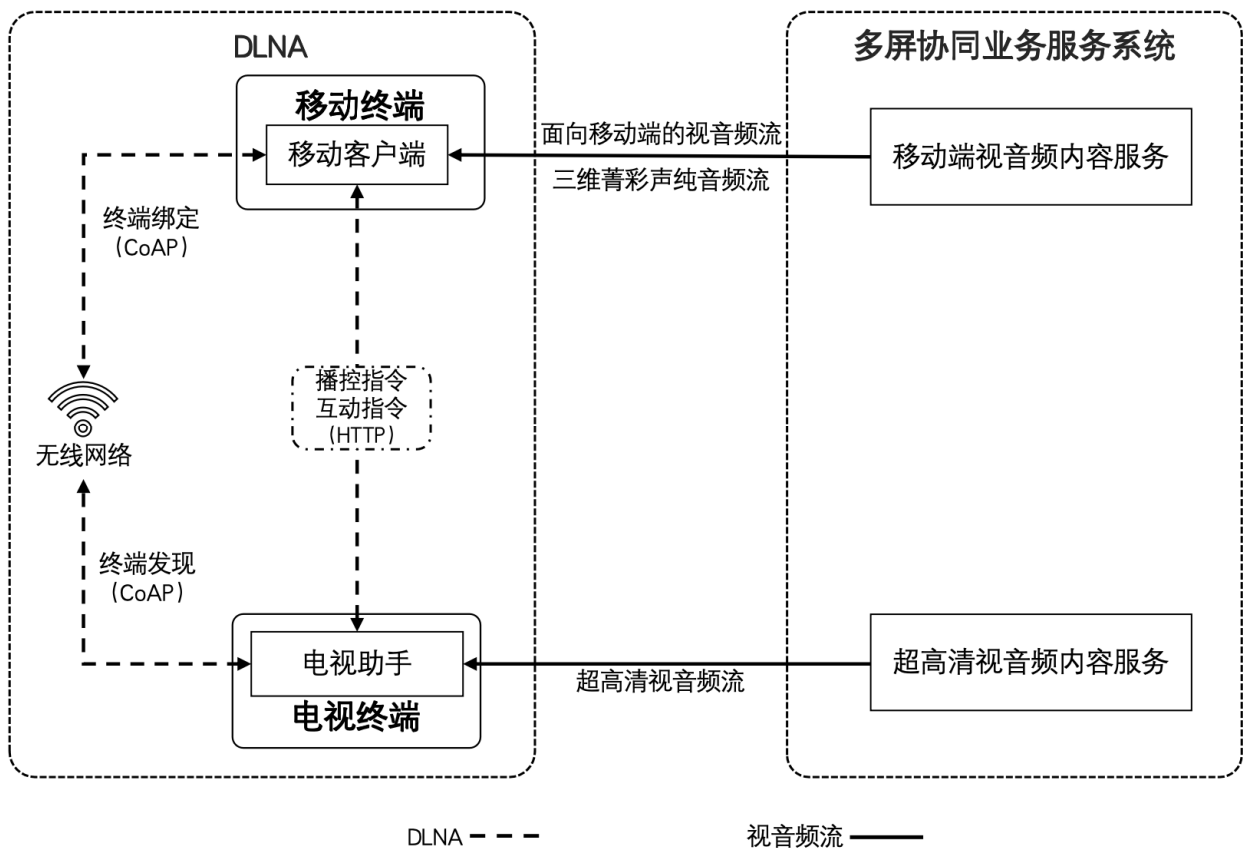 DLNA
多屏协同业务服务系统
移动终端
移动客户端
面向移动端的视音频流
三维菁彩声纯音频流
移动端视音频内容服务
终端绑定
(CoAP)
播控指令
互动指令
(HTTP)
无线网络
终端发现
(CoAP)
电视助手
电视终端
超高清视音频流
超高清视音频内容服务
DLNA
视音频流